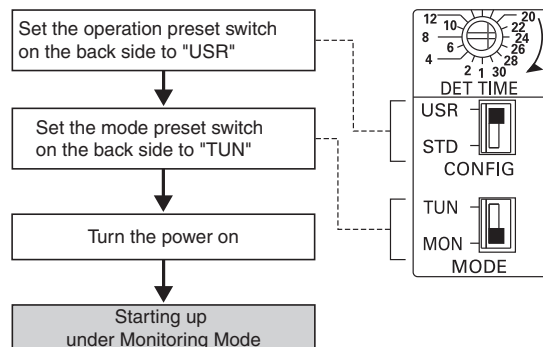 Set the operation preset switch
on the back side to "USR"
Set the mode preset switch
on the back side to "TUN"
Turn the power on
Starting up
under Monitoring Mode
12
10
8
6
4
2
1
30
28
26
24
22
20
DET TIME
USR
STD
CONFIG
TUN
MON
MODE